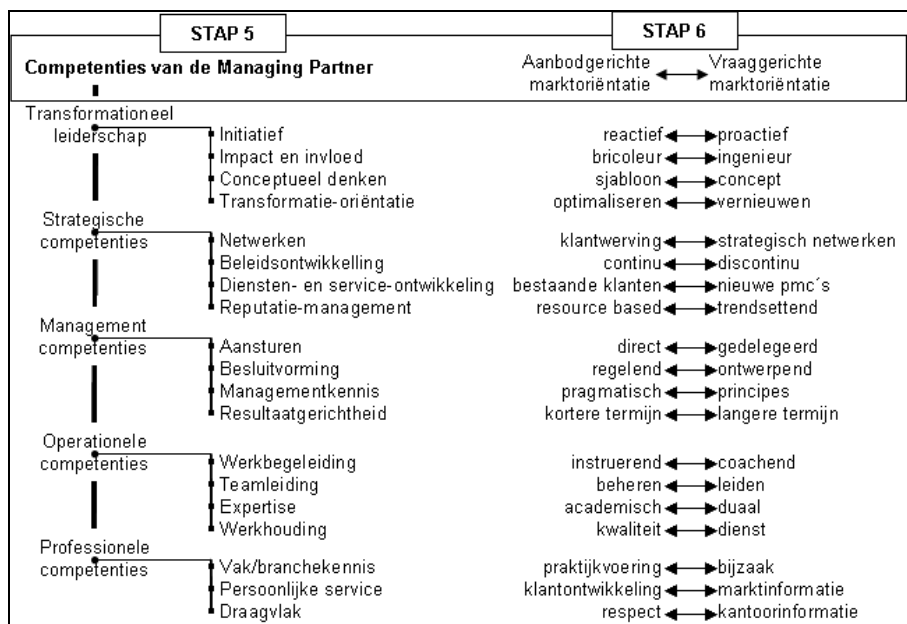 STAP 5 STAP 6
Competenties van de Managing Partner Aanbodgerichte Vraaggerichte
marktoriëntatie marktoriëntatie
Transformationeel
leiderschap
Initiatief reactief proactief
Impact en invloed bricoleur ingenieur
Conceptueel denken sjabloon concept
Transformatie-oriëntatie optimaliseren vernieuwen
Strategische
competenties
Netwerken klantwerving strategisch netwerken
Beleidsontwikkelling continu discontinu
Diensten- en service-ontwikkeling bestaande klanten nieuwe pmc´s
Reputatie-management resource based trendsettend
Management
competenties
Aansturen direct gedelegeerd
Besluitvorming regelend ontwerpend
Managementkennis pragmatisch principes
Resultaatgerichtheid kortere termijn langere termijn
Operationele
competenties
Werkbegeleiding instruerend coachend
Teamleiding beheren leiden
Expertise academisch duaal
Werkhouding kwaliteit dienst
Professionele
competenties
Vak/branchekennis praktijkvoering bijzaak
Persoonlijke service klantontwikkeling marktinformatie
Draagvlak respect kantoorinformatie